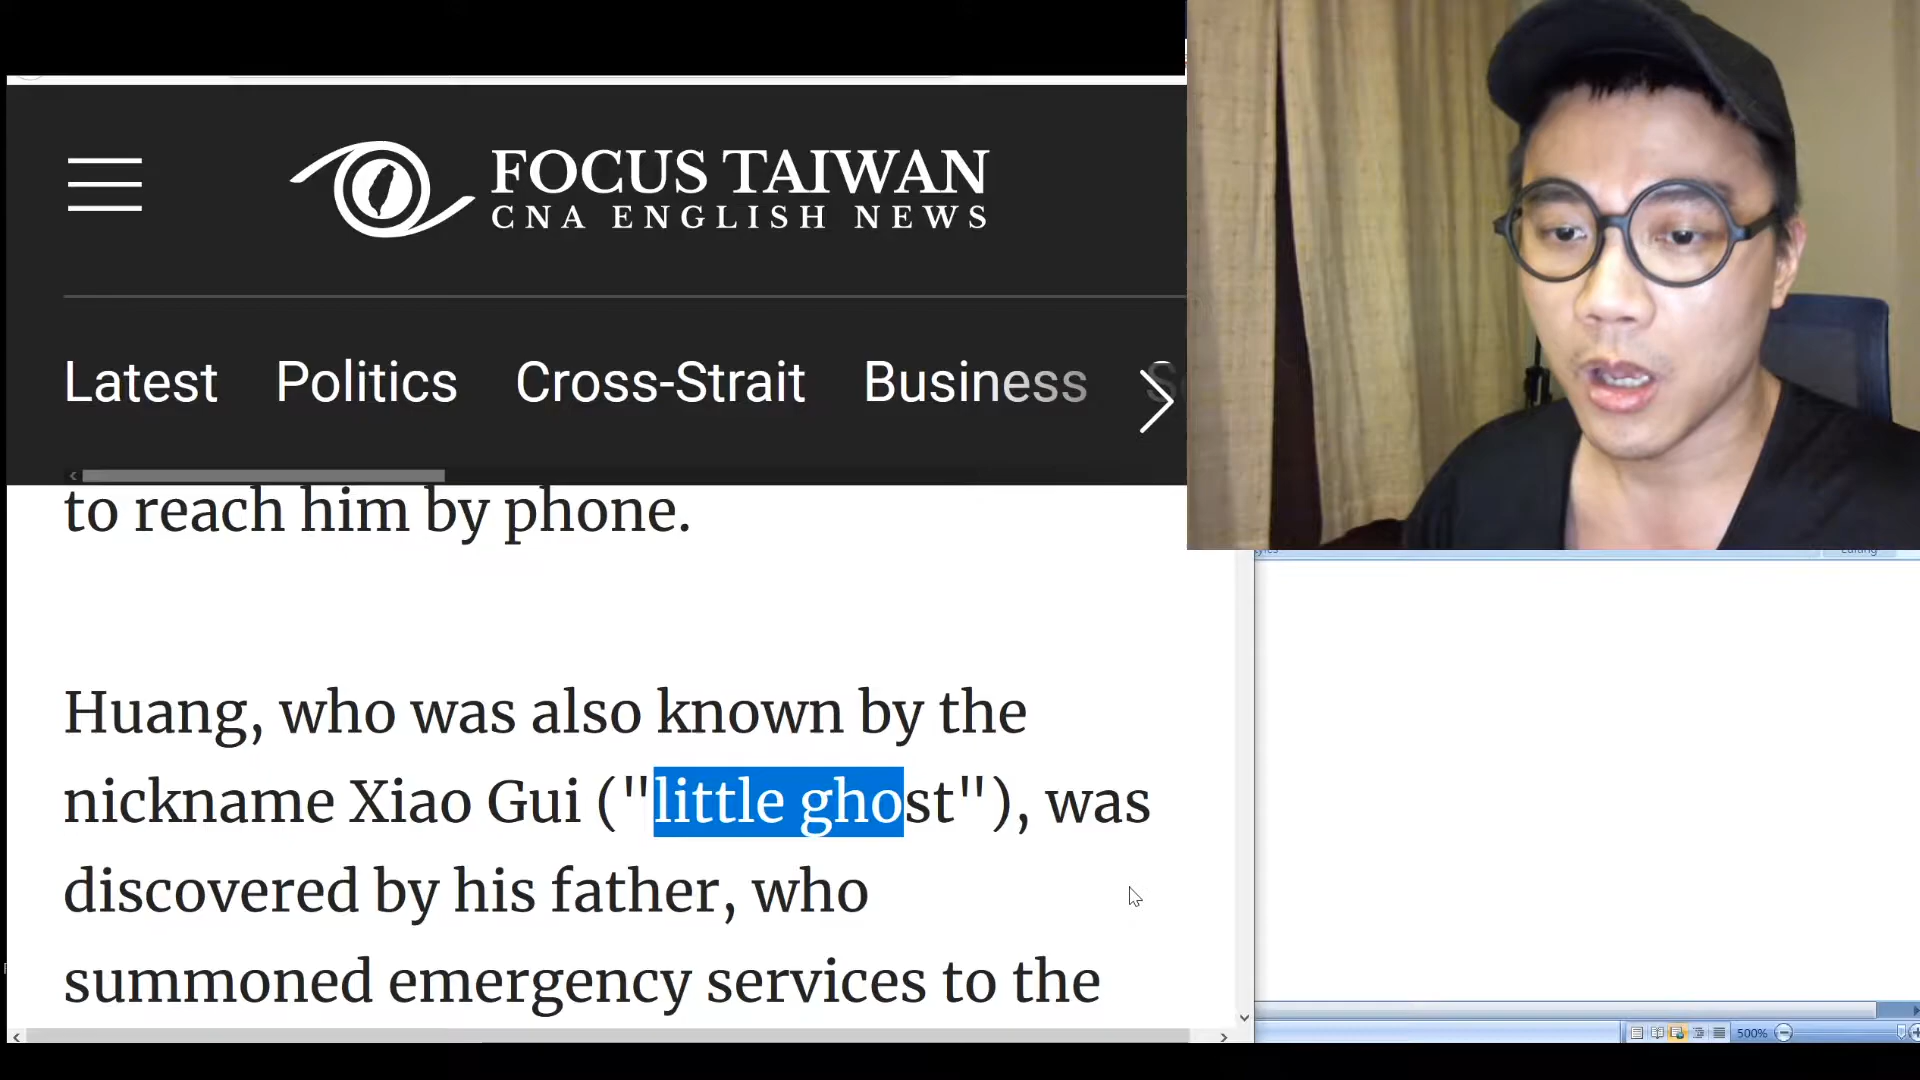 FOCUS TAIWAN
CNA ENGLISH NEWS
Latest Politics Cross-Strait Business
to reach him by phone.
Huang, who was also known by the
nickname Xiao Gui ("little ghost"), was
discovered by his father, who
summoned emergency services to the
500%